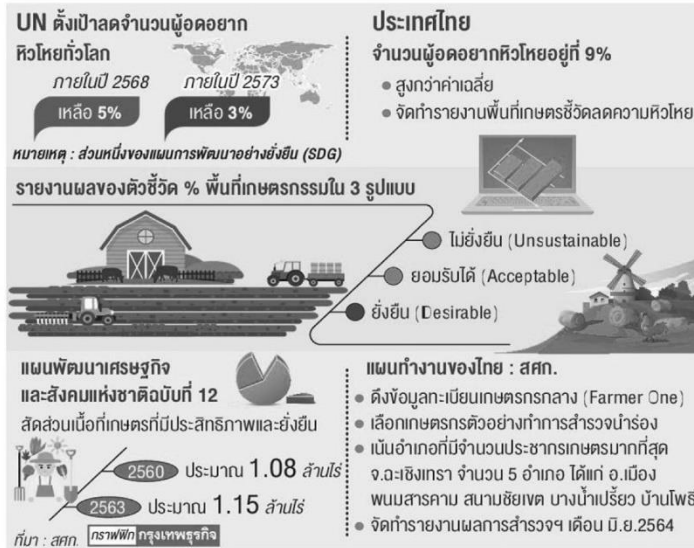 UN ตั้งเป้าลดจำนวนผู้อดอยาก
หิวโหยทั่วโลก
ภายในปี 2568
ภายในปี 2573
เหลือ 5%
เหลือ 3%
หมายเหตุ : ส่วนหนึ่งของแผนการพัฒนาอย่างยั่งยืน (SDG)
ประเทศไทย
จำนวนผู้อดอยากหิวโหยอยู่ที่ 9%
• สูงกว่าค่าเฉลี่ย
• จัดทำรายงานพื้นที่เกษตรชี้วัดลดความหิวโหย
รายงานผลของตัวชี้วัด % พื้นที่เกษตรกรรมใน 3 รูปแบบ
ไม่ยั่งยืน (Unsustainable)
ยอมรับได้ (Acceptable)
ยั่งยืน (Desirable)
แผนพัฒนาเศรษฐกิจ
และสังคมแห่งชาติฉบับที่ 12
สัดส่วนเนื้อที่เกษตรที่มีประสิทธิภาพและยั่งยืน
2560 ประมาณ 1.08 ล้านไร่
2563 ประมาณ 1.15 ล้านไร่
ที่มา : สศก. กราฟฟิก กรุงเทพธุรกิจ
แผนทำงานของไทย : สศก.
• ดึงข้อมูลทะเบียนเกษตรกรกลาง (Farmer One)
• เลือกเกษตรกรตัวอย่างทำการสำรวจนำร่อง
• เน้นอำเภอที่มีจำนวนประชากรเกษตรมากที่สุด
จ.ฉะเชิงเทรา จำนวน 5 อำเภอ ได้แก่ อ.เมือง
พนมสารคาม สนามชัยเขต บางน้ำเปรี้ยว บ้านโพธิ์
• จัดทำรายงานผลการสำรวจฯ เดือน มิ.ย.2564